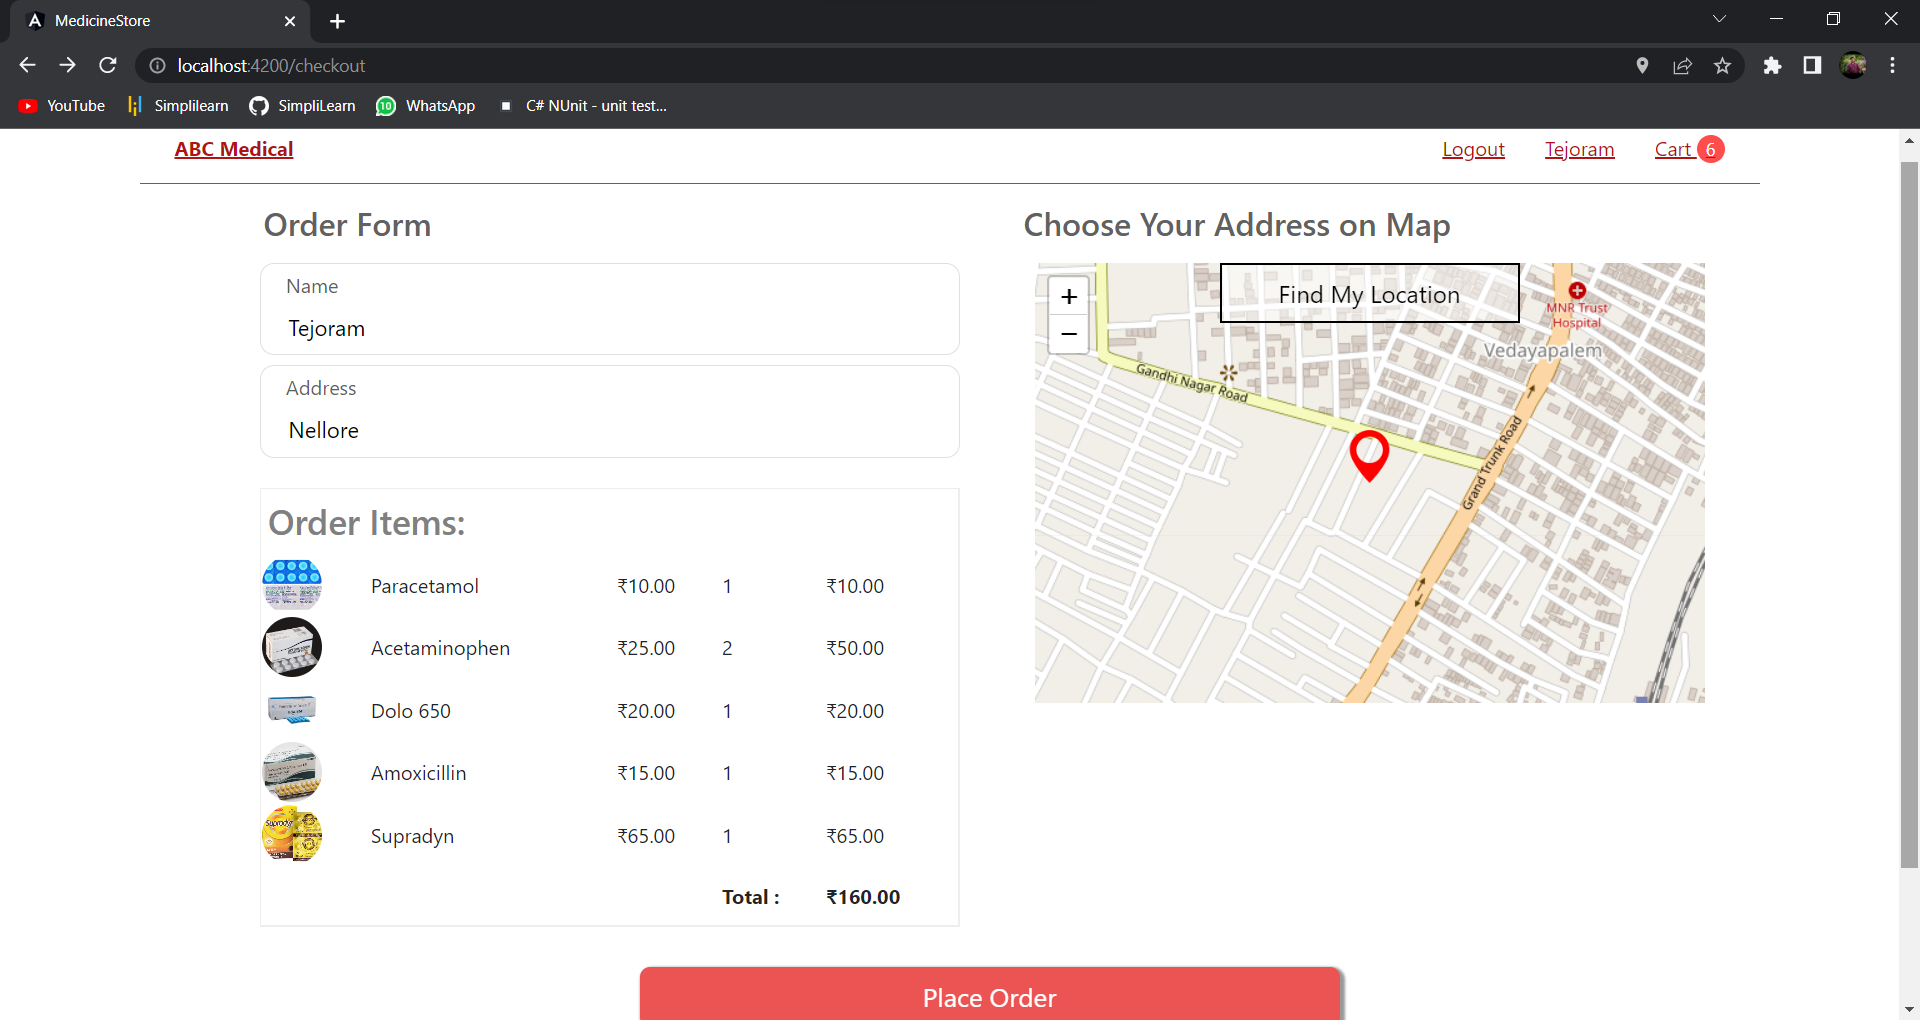 MedicineStore
localhost:4200/checkout
YouTube Simplilearn SimpliLearn 10 WhatsApp C# NUnit - unit test...
ABC Medical Logout Tejoram Cart 6
Order Form
Name
Tejoram
Address
Nellore
Order Items:
Paracetamol ₹10.00 1 ₹10.00
Acetaminophen ₹25.00 2 ₹50.00
Dolo 650 ₹20.00 1 ₹20.00
Amoxicillin ₹15.00 1 ₹15.00
Supradyn
Supradyn ₹65.00 1 ₹65.00
Total : ₹160.00
Choose Your Address on Map
+
−
Find My Location
MNR Trust
Hospital
Vedayapalem
Gandhi Nagar Road
Grand Trunk Road
Place Order